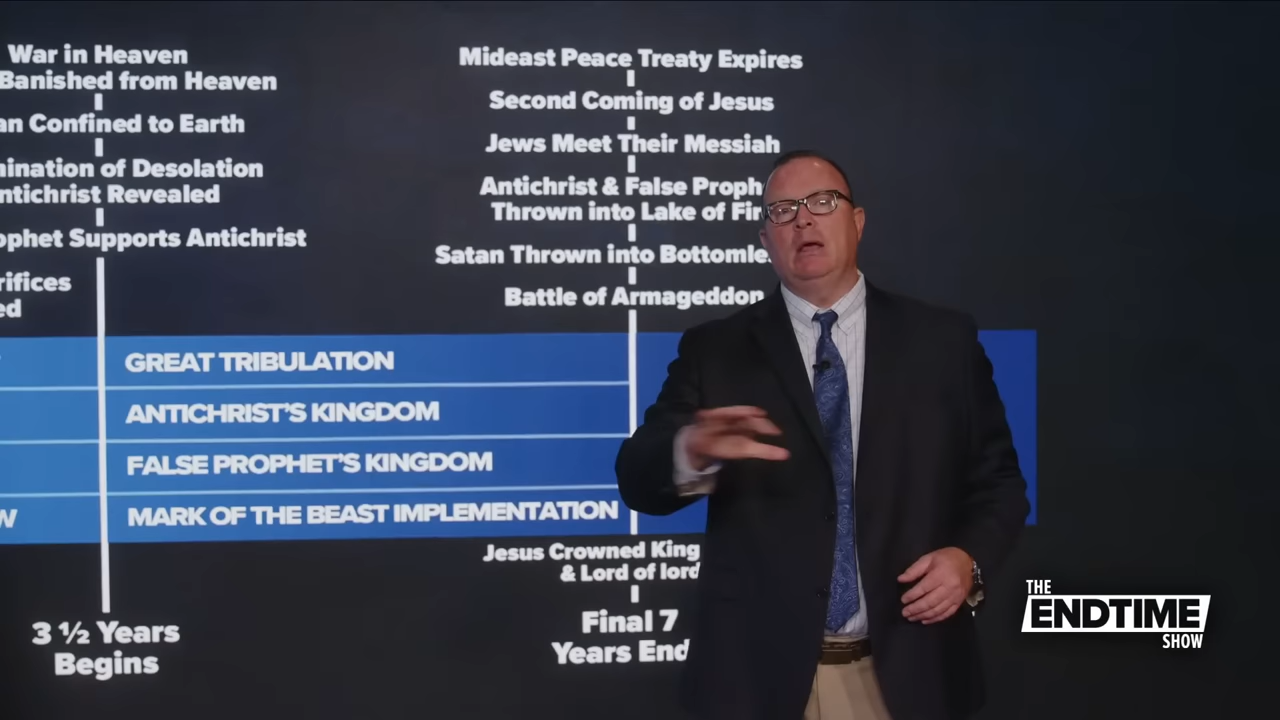 War in Heaven
Banished from Heaven
an Confined to Earth
ination of Desolation
ntichrist Revealed
ophet Supports Antichrist
rifices
ed
Mideast Peace Treaty Expires
Second Coming of Jesus
Jews Meet Their Messiah
Antichrist & False Proph
Thrown into Lake of Fir
Satan Thrown into Bottomle
Battle of Armageddon
GREAT TRIBULATION
ANTICHRIST'S KINGDOM
FALSE PROPHET'S KINGDOM
W
MARK OF THE BEAST IMPLEMENTATION
Jesus Crowned King
& Lord of lord
3 ½ Years
Begins
Final 7
Years End
THE
ENDTIME
SHOW